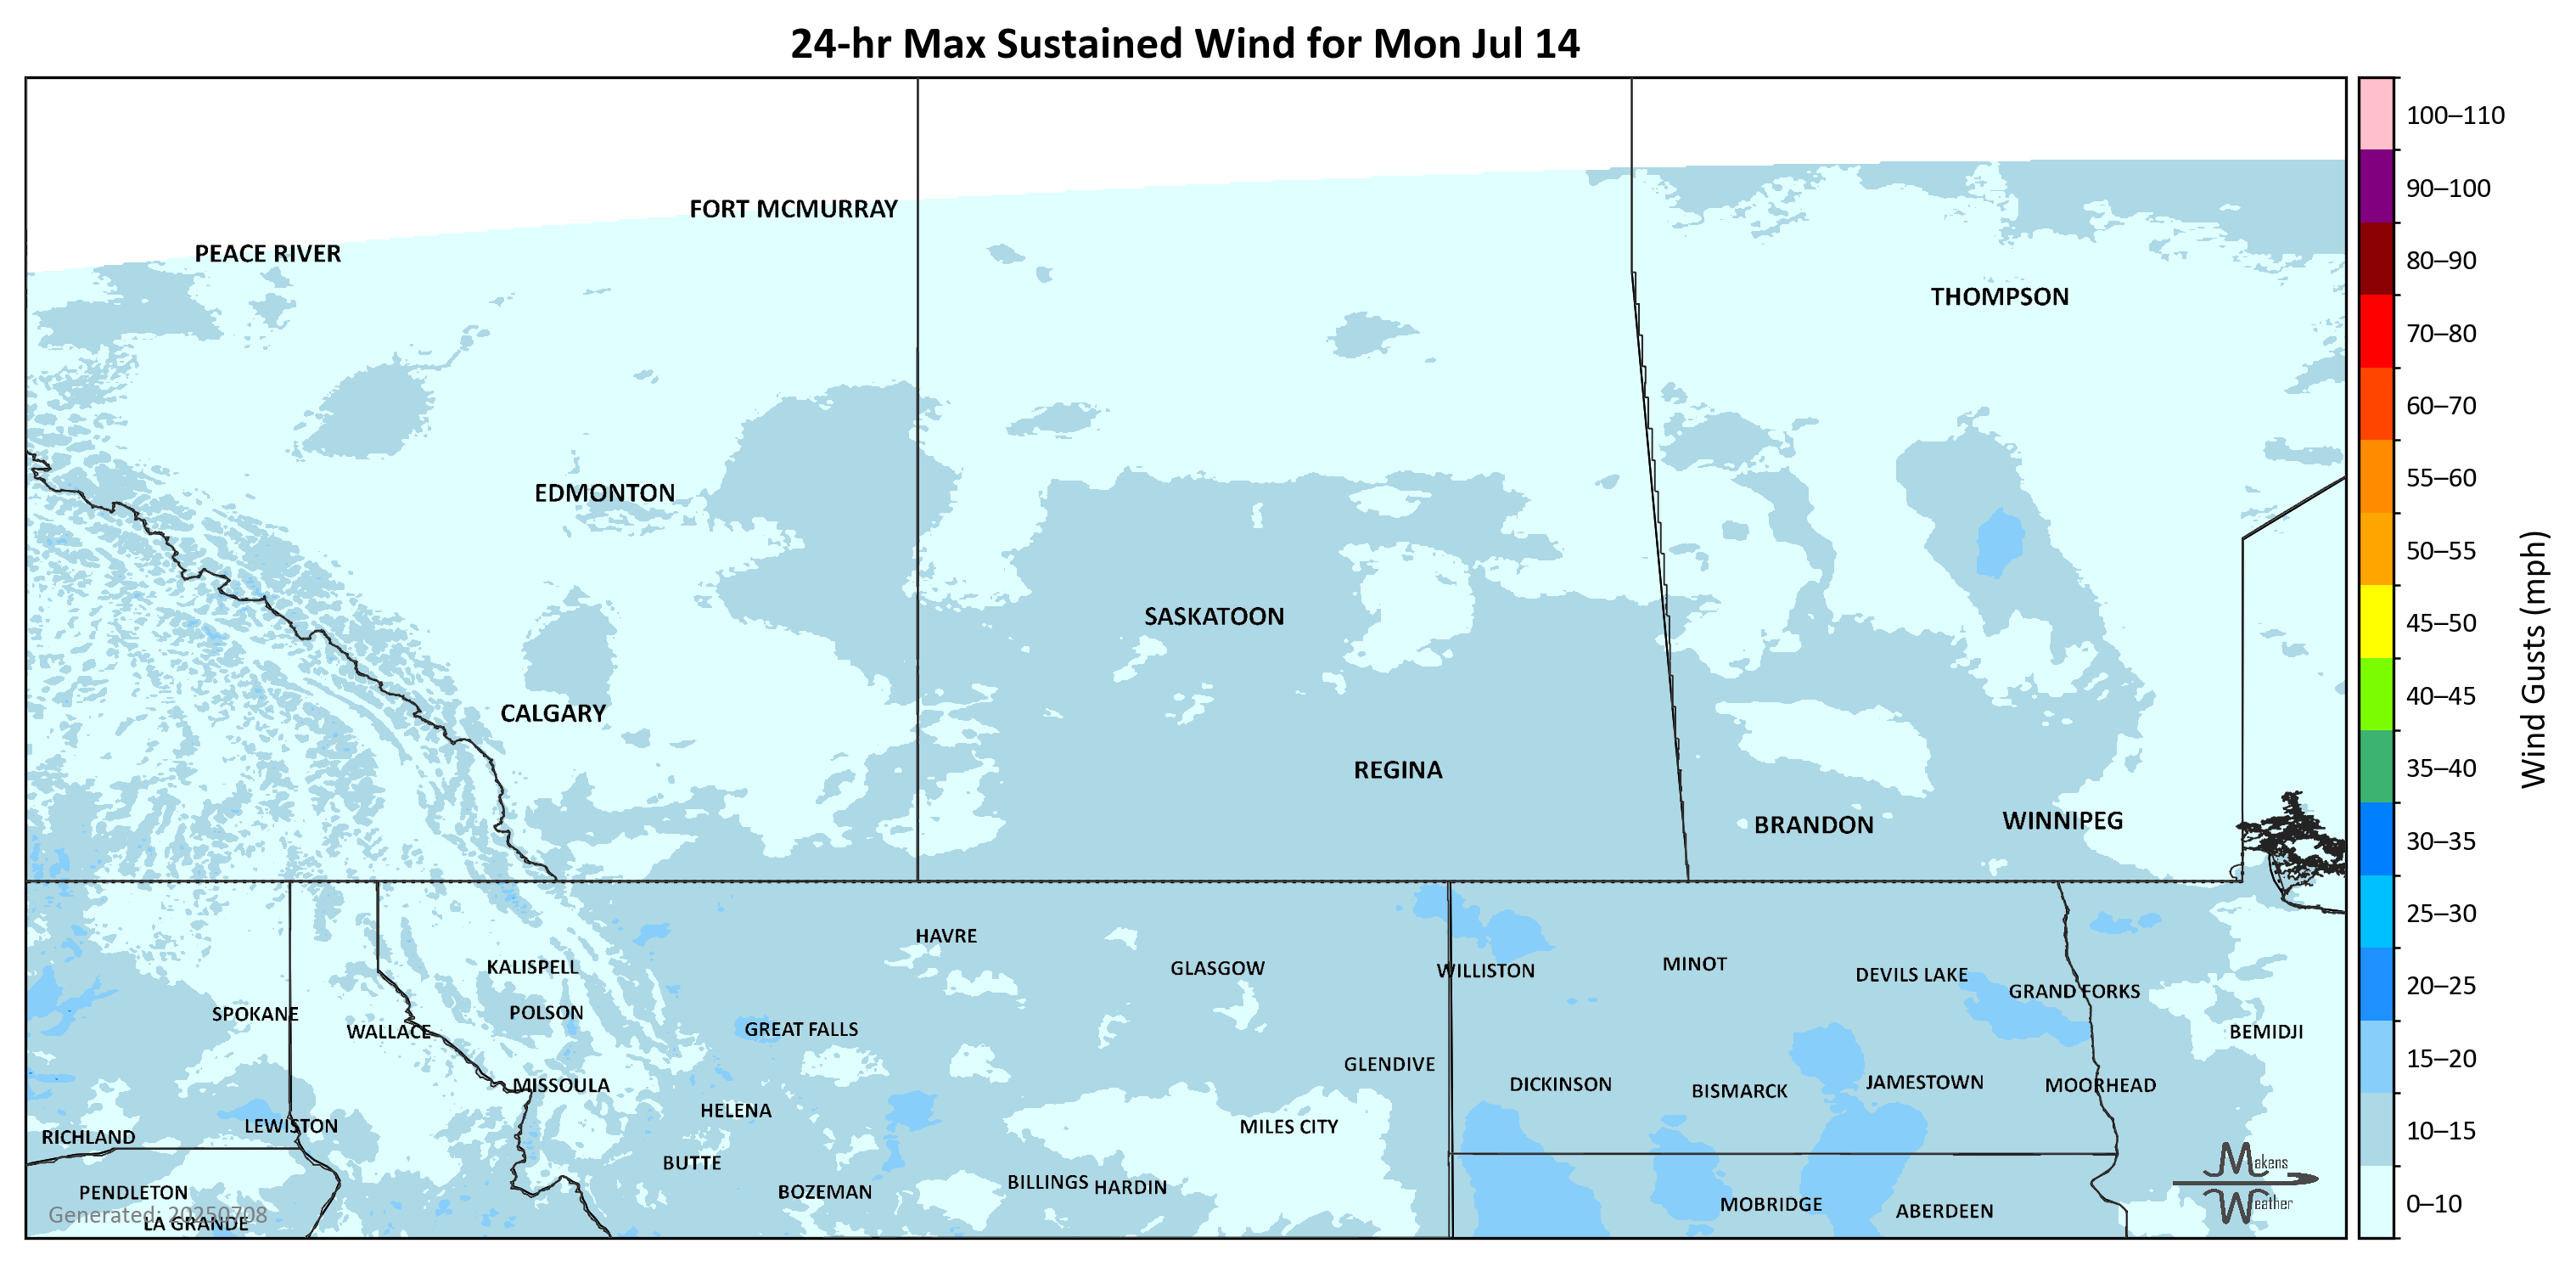 24-hr Max Sustained Wind for Mon Jul 14
100–110
90–100
80–90
70–80
60–70
55–60
50–55
45–50
40–45
35–40
30–35
25–30
20–25
15–20
10–15
0–10
Wind Gusts (mph)
FORT MCMURRAY
PEACE RIVER
THOMPSON
EDMONTON
SASKATOON
CALGARY
REGINA
BRANDON
WINNIPEG
HAVRE
KALISPELL
GLASGOW
WILLISTON
MINOT
DEVILS LAKE
GRAND FORKS
SPOKANE
POLSON
WALLACE
GREAT FALLS
BEMIDJI
GLENDIVE
MISSOULA
DICKINSON
BISMARCK
JAMESTOWN
MOORHEAD
HELENA
LEWISTON
MILES CITY
RICHLAND
BUTTE
BILLINGS
HARDIN
PENDLETON
BOZEMAN
MOBRIDGE
ABERDEEN
LA GRANDE
Generated: 20250708
Makens
Weather